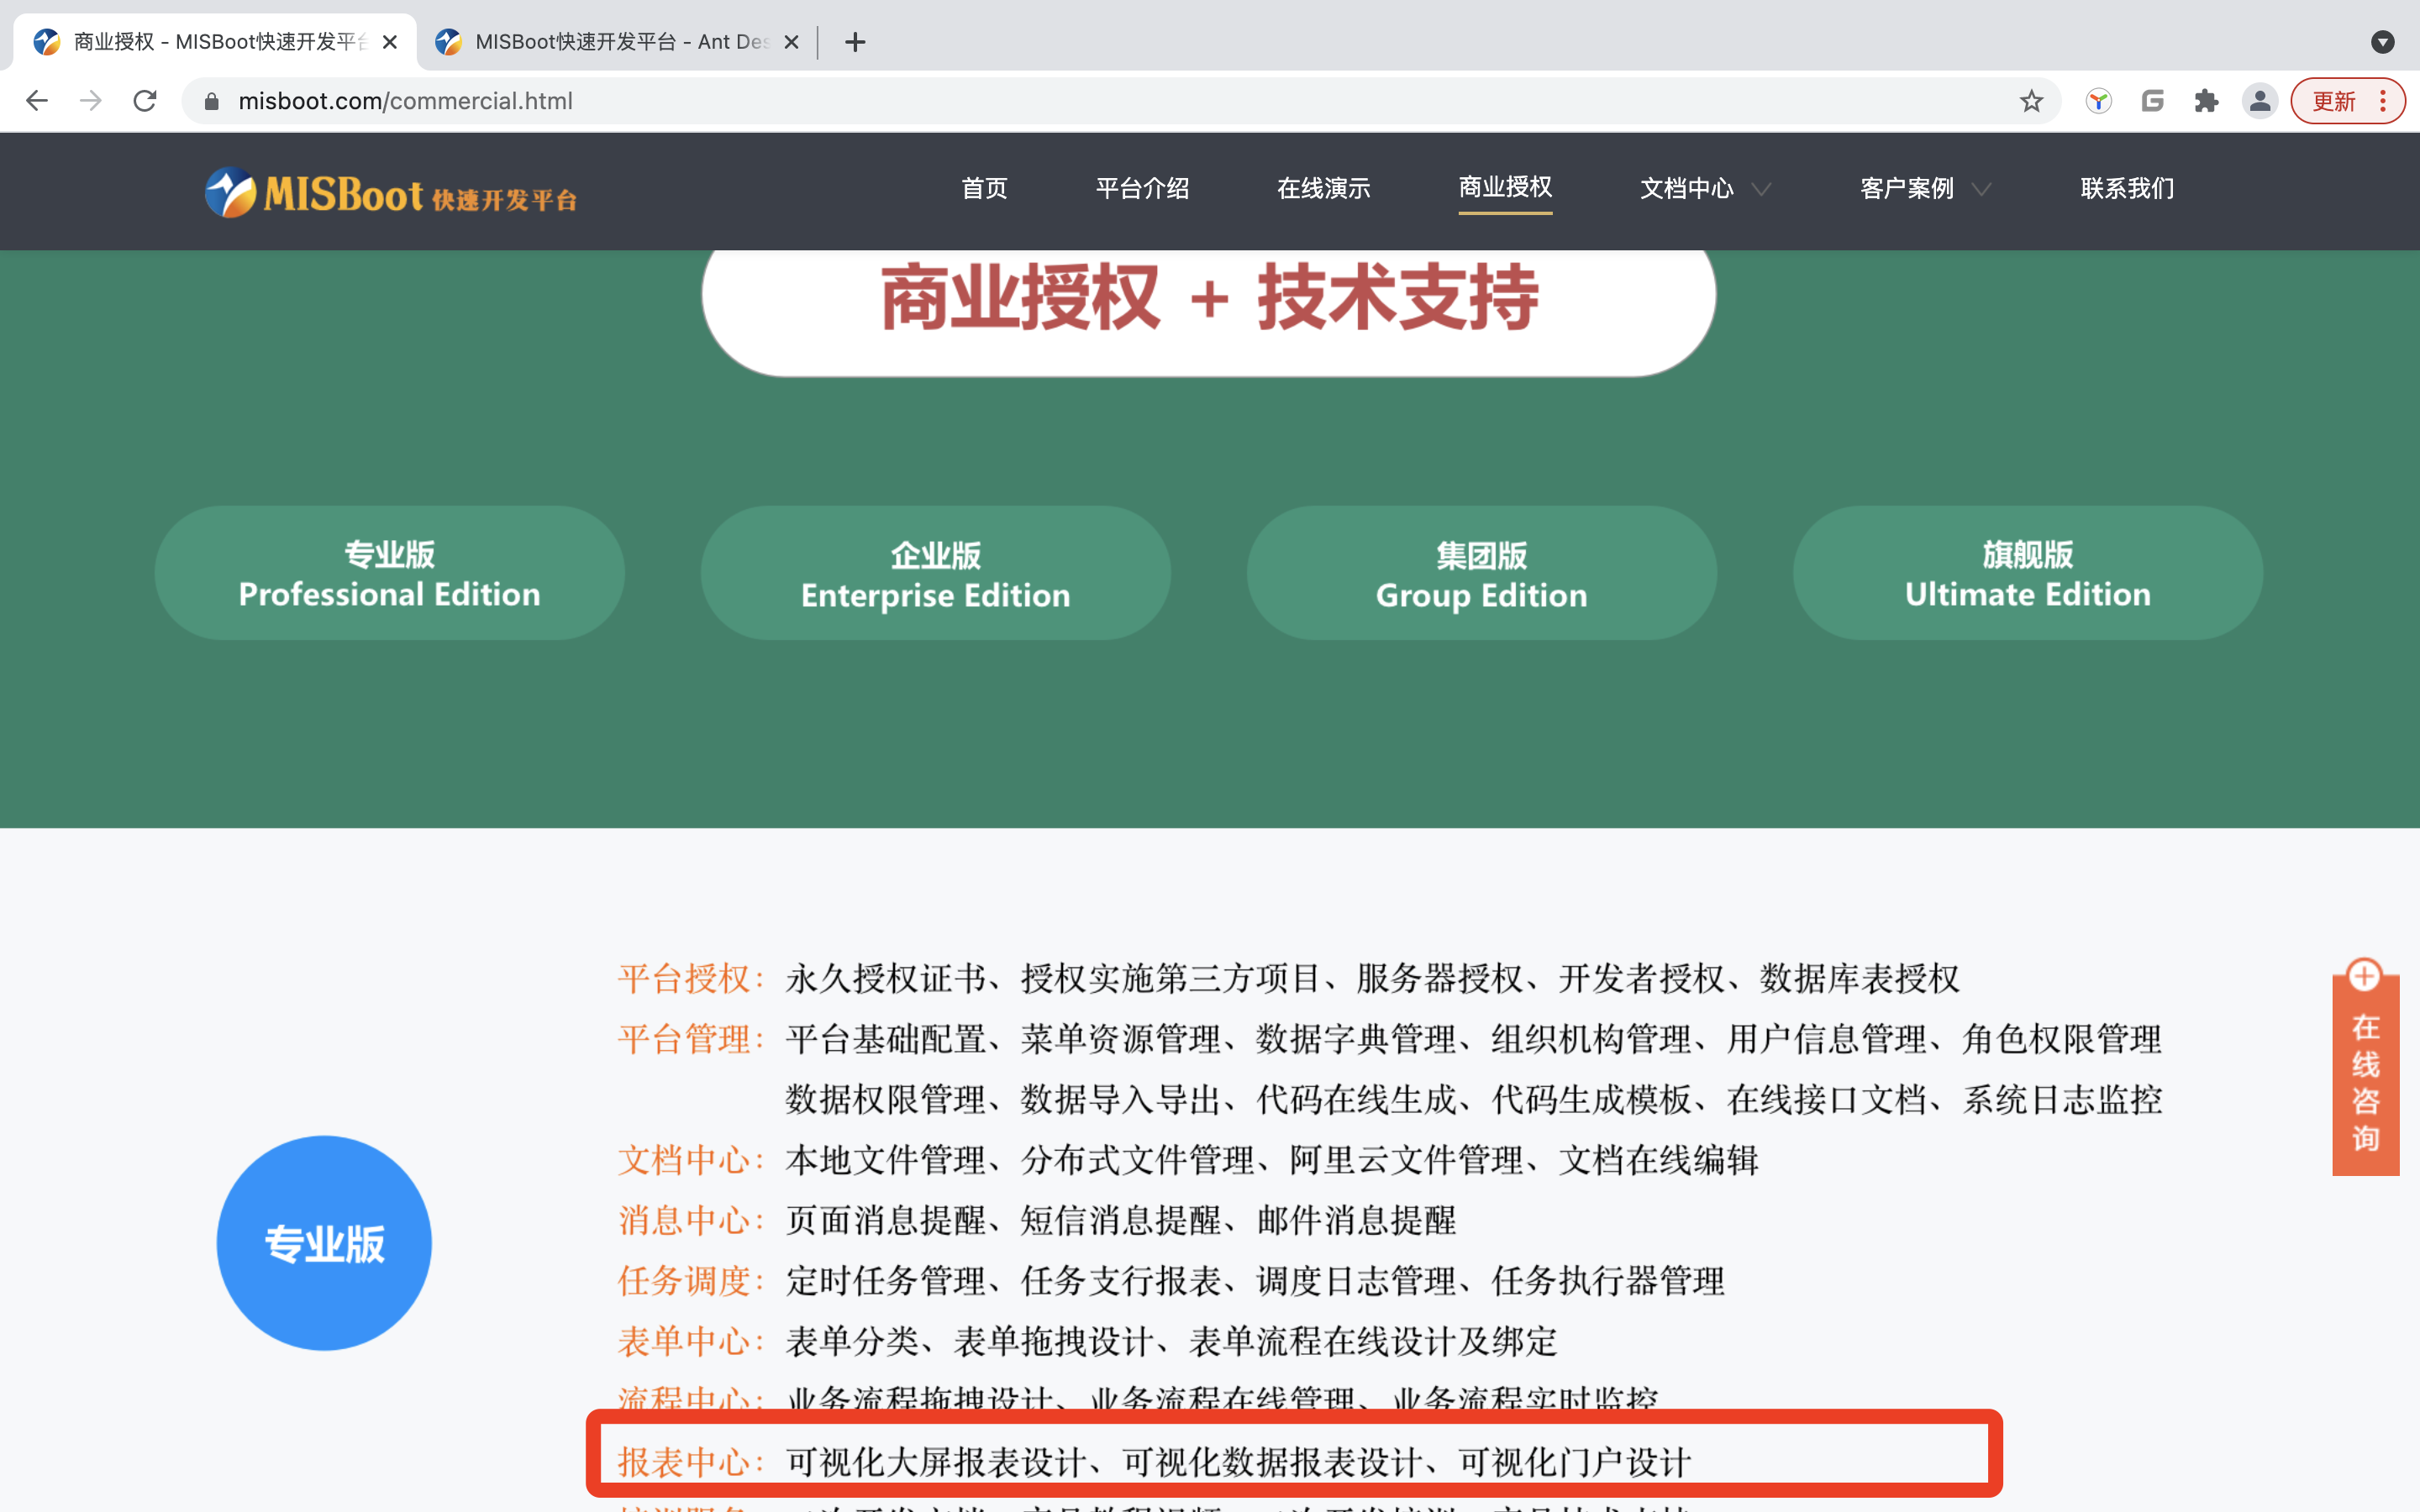 商业授权 - MISBoot快速开发平台
MISBoot快速开发平台 - Ant Des
misboot.com/commercial.html
更新
MISBoot 快速开发平台
首页 平台介绍 在线演示 商业授权 文档中心 客户案例 联系我们
商业授权 + 技术支持
专业版
Professional Edition
企业版
Enterprise Edition
集团版
Group Edition
旗舰版
Ultimate Edition
平台授权： 永久授权证书、授权实施第三方项目、服务器授权、开发者授权、数据库表授权
平台管理： 平台基础配置、菜单资源管理、数据字典管理、组织机构管理、用户信息管理、角色权限管理
数据权限管理、数据导入导出、代码在线生成、代码生成模板、在线接口文档、系统日志监控
文档中心： 本地文件管理、分布式文件管理、阿里云文件管理、文档在线编辑
消息中心： 页面消息提醒、短信消息提醒、邮件消息提醒
任务调度： 定时任务管理、任务支行报表、调度日志管理、任务执行器管理
表单中心： 表单分类、表单拖拽设计、表单流程在线设计及绑定
流程中心： 业务流程拖拽设计、业务流程在线管理、业务流程实时监控
报表中心： 可视化大屏报表设计、可视化数据报表设计、可视化门户设计
专业版
在线咨询